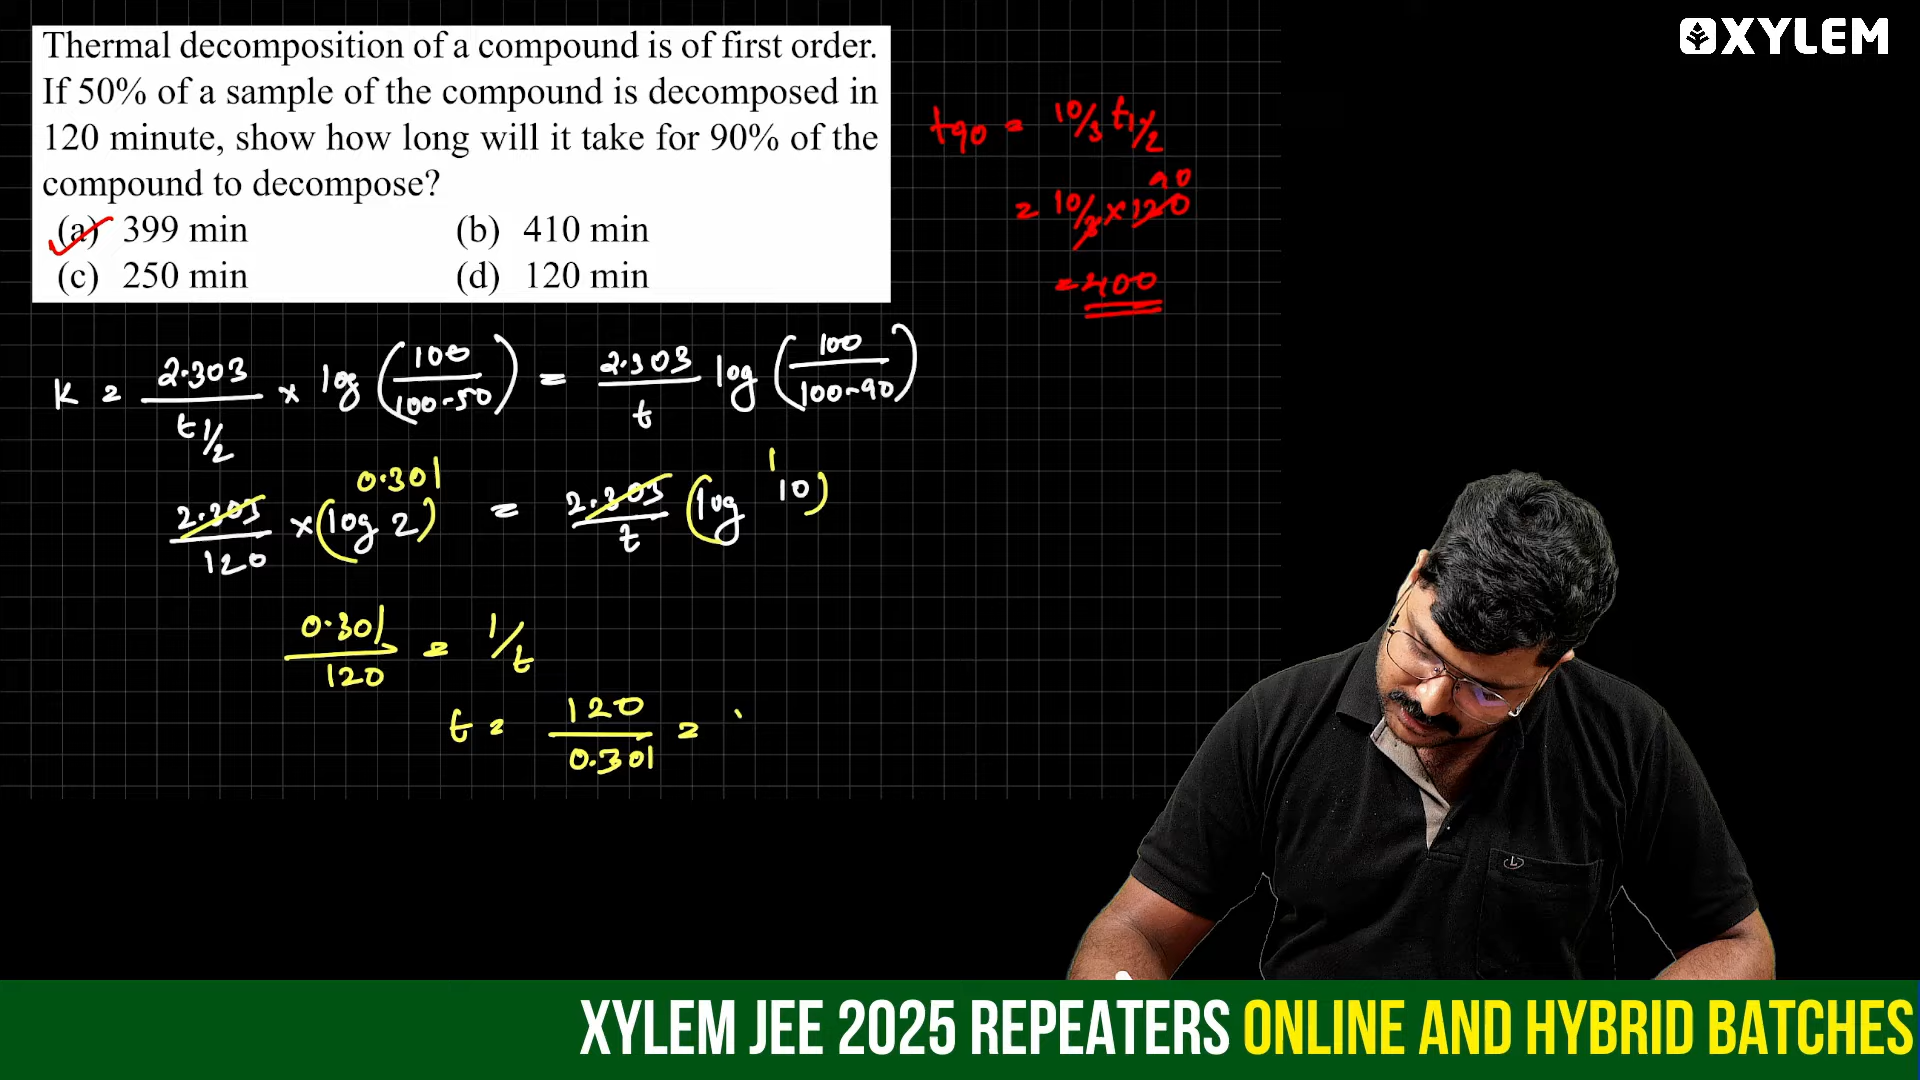 XYLEM
Thermal decomposition of a compound is of first order.
If 50% of a sample of the compound is decomposed in
120 minute, show how long will it take for 90% of the
compound to decompose?
(a) 399 min (b) 410 min
(c) 250 min (d) 120 min
t90 = 10/3 t1/2
= 10/3 × 120 40
= 400
K = 2.303/t1/2 × log (100/100-50) = 2.303/t log (100/100-90)
0.301 1
2.303/120 × (log 2) = 2.303/t (log 10)
0.301/120 = 1/t
t = 120/0.301 =
XYLEM JEE 2025 REPEATERS ONLINE AND HYBRID BATCHES